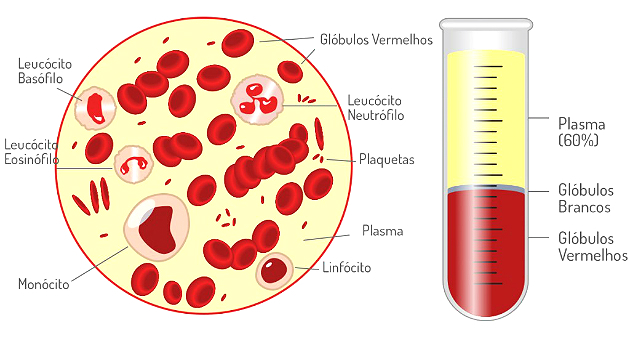 Glóbulos Vermelhos
Leucócito
Basófilo
Leucócito
Neutrófilo
Leucócito
Eosinófilo
Plaquetas
Plasma
Linfócito
Monócito
Plasma
(60%)
Glóbulos
Brancos
Glóbulos
Vermelhos